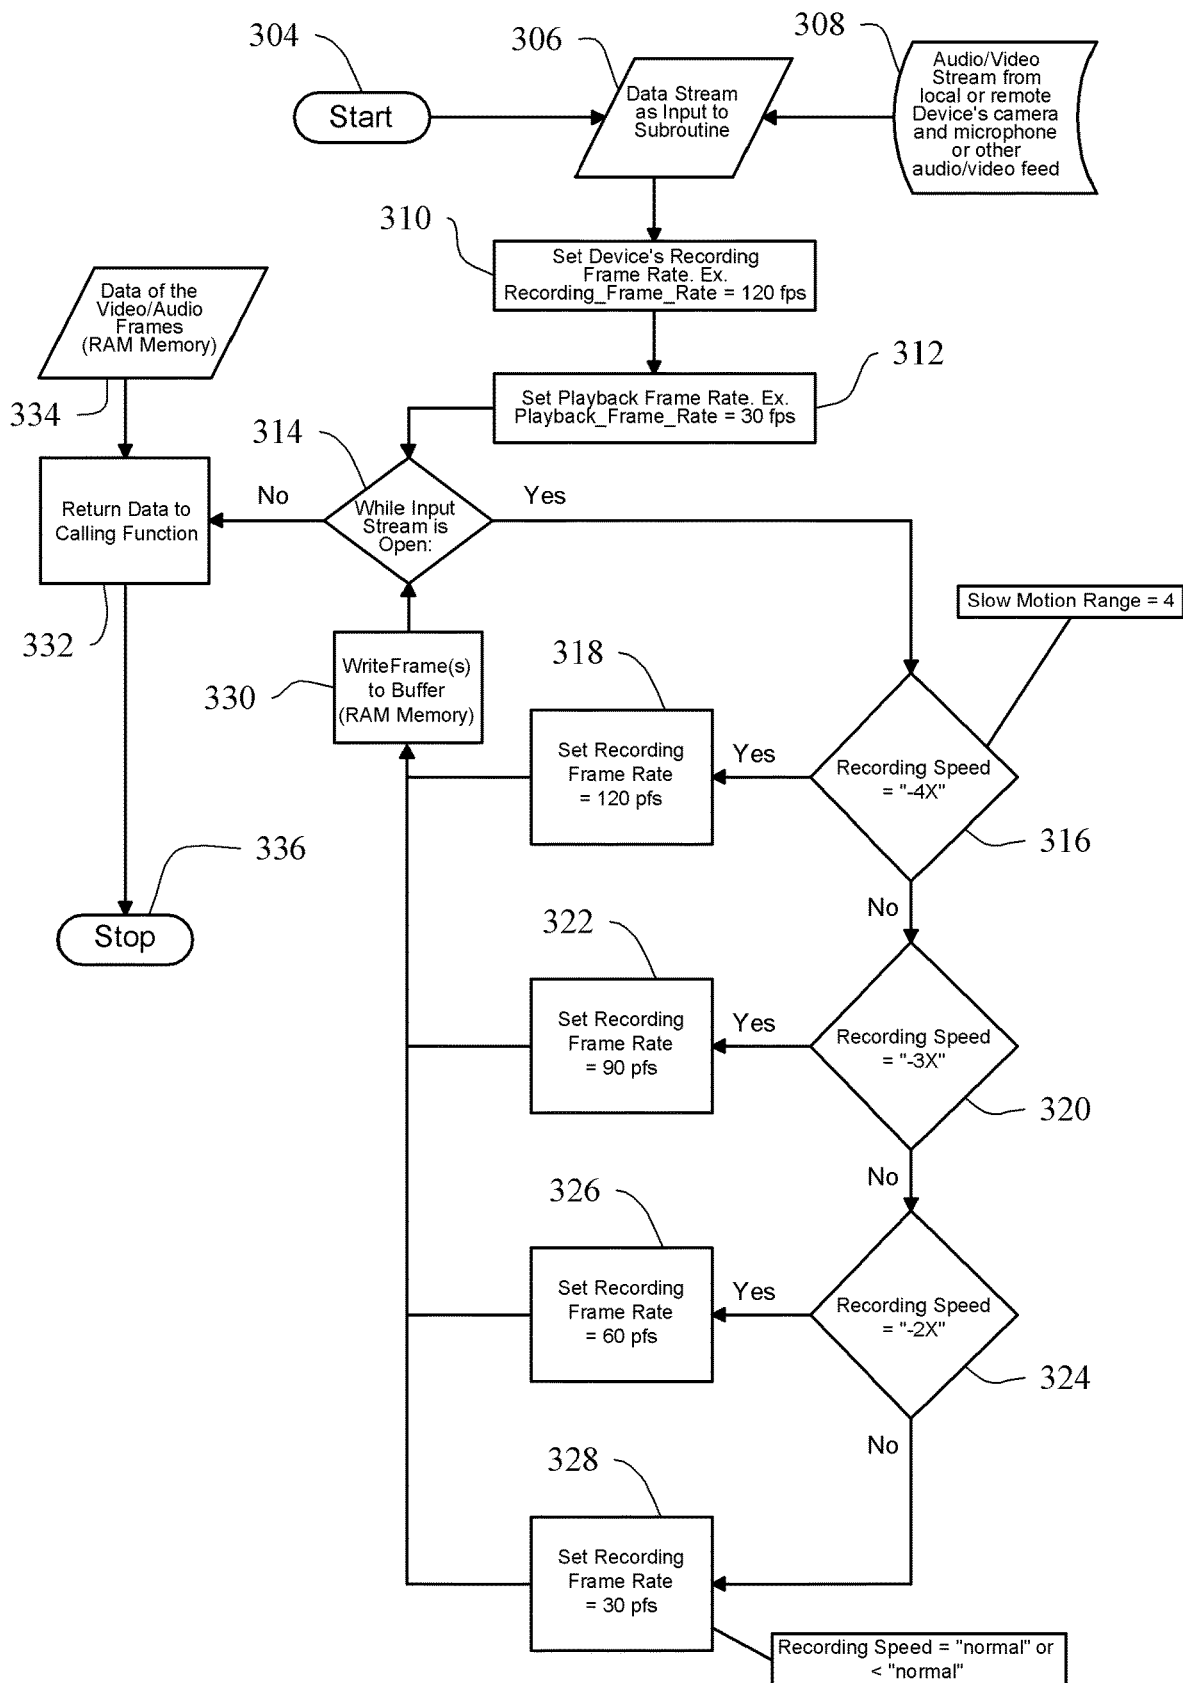 304
306
308
Start
Data Stream
as Input to
Subroutine
Audio/Video
Stream from
local or remote
Device's camera
and microphone
or other
audio/video feed
310
Set Device's Recording
Frame Rate. Ex.
Recording_Frame_Rate = 120 fps
Data of the
Video/Audio
Frames
(RAM Memory)
334
312
Set Playback Frame Rate. Ex.
Playback_Frame_Rate = 30 fps
314
No
Yes
While Input
Stream is
Open:
Return Data to
Calling Function
332
Slow Motion Range = 4
330
WriteFrame(s)
to Buffer
(RAM Memory)
318
Set Recording
Frame Rate
= 120 pfs
Yes
Recording Speed
= "-4X"
316
No
336
Stop
322
Set Recording
Frame Rate
= 90 pfs
Yes
Recording Speed
= "-3X"
320
No
326
Set Recording
Frame Rate
= 60 pfs
Yes
Recording Speed
= "-2X"
324
No
328
Set Recording
Frame Rate
= 30 pfs
Recording Speed = "normal" or
< "normal"